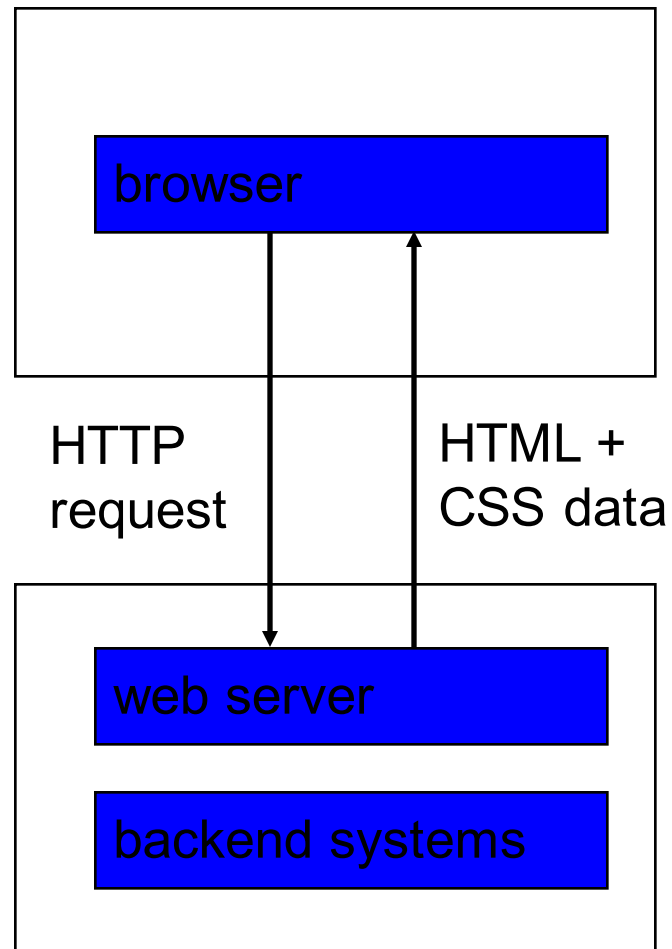 browser
HTTP
request
HTML +
CSS data
web server
backend systems